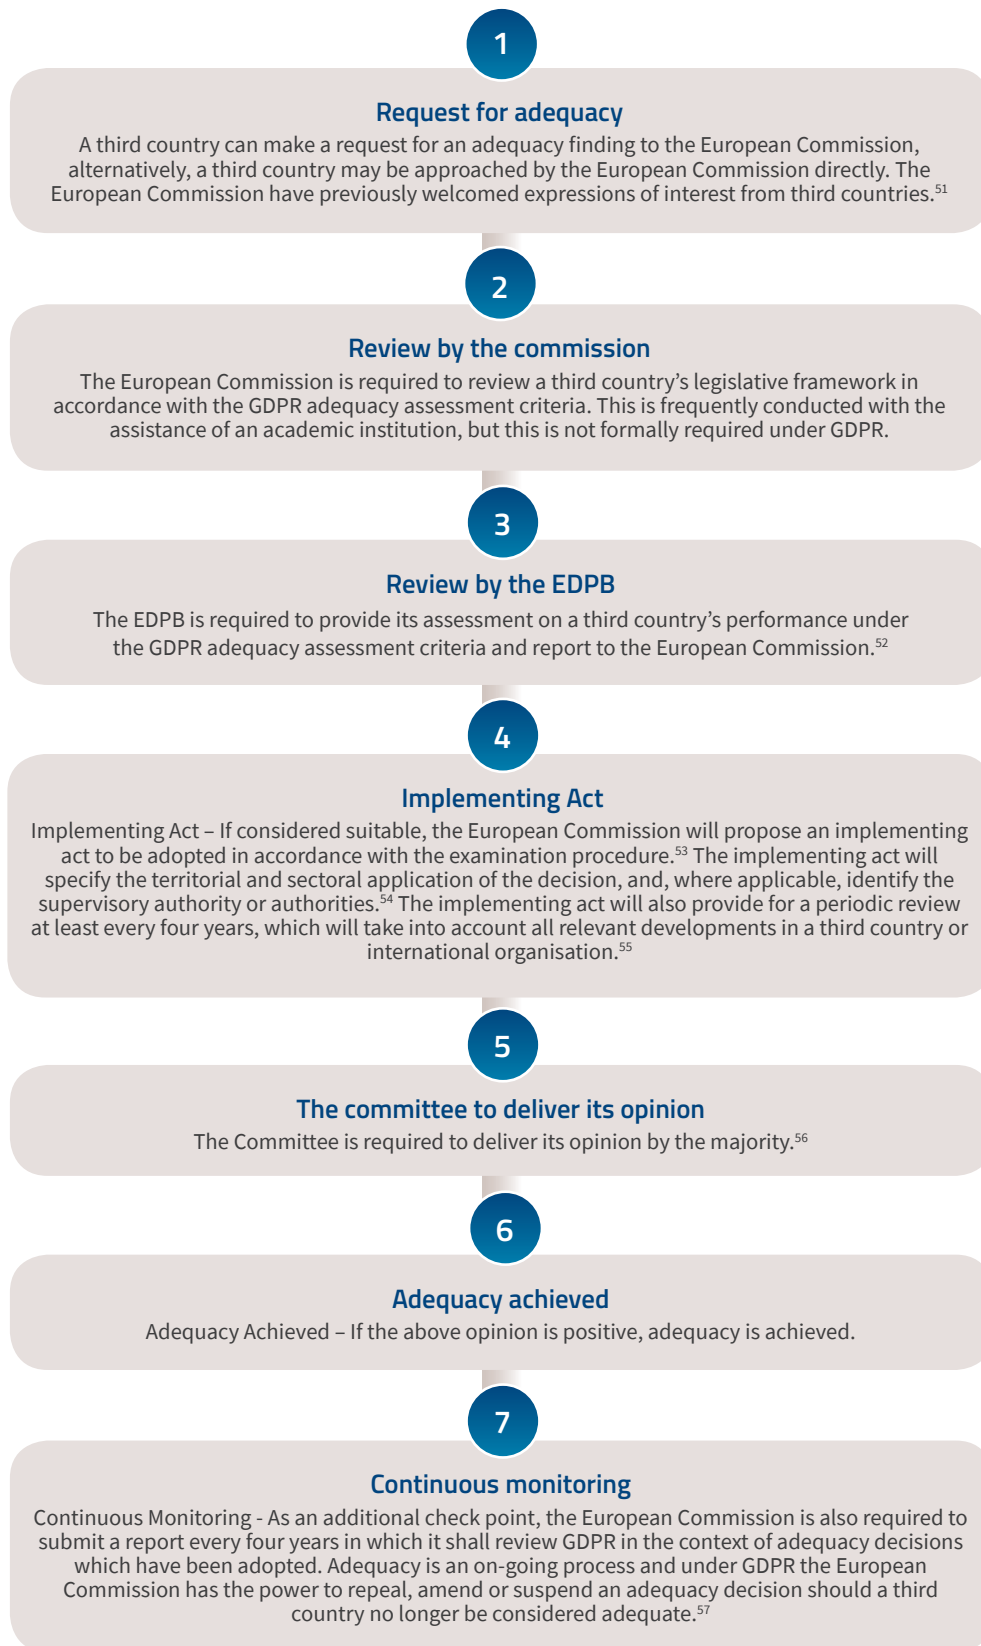 1
Request for adequacy
A third country can make a request for an adequacy finding to the European Commission,
alternatively, a third country may be approached by the European Commission directly. The
European Commission have previously welcomed expressions of interest from third countries.51
2
Review by the commission
The European Commission is required to review a third country’s legislative framework in
accordance with the GDPR adequacy assessment criteria. This is frequently conducted with the
assistance of an academic institution, but this is not formally required under GDPR.
3
Review by the EDPB
The EDPB is required to provide its assessment on a third country’s performance under
the GDPR adequacy assessment criteria and report to the European Commission.52
4
Implementing Act
Implementing Act – If considered suitable, the European Commission will propose an implementing
act to be adopted in accordance with the examination procedure.53 The implementing act will
specify the territorial and sectoral application of the decision, and, where applicable, identify the
supervisory authority or authorities.54 The implementing act will also provide for a periodic review
at least every four years, which will take into account all relevant developments in a third country or
international organisation.55
5
The committee to deliver its opinion
The Committee is required to deliver its opinion by the majority.56
6
Adequacy achieved
Adequacy Achieved – If the above opinion is positive, adequacy is achieved.
7
Continuous monitoring
Continuous Monitoring - As an additional check point, the European Commission is also required to
submit a report every four years in which it shall review GDPR in the context of adequacy decisions
which have been adopted. Adequacy is an on-going process and under GDPR the European
Commission has the power to repeal, amend or suspend an adequacy decision should a third
country no longer be considered adequate.57